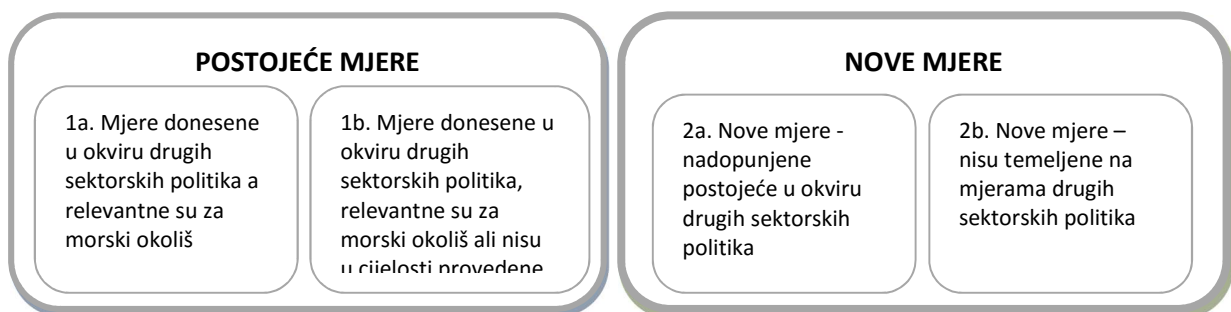 POSTOJEĆE MJERE
1a. Mjere donesene
u okviru drugih
sektorskih politika a
relevantne su za
morski okoliš
1b. Mjere donesene u
okviru drugih
sektorskih politika,
relevantne su za
morski okoliš ali nisu
u cijelosti provedene
NOVE MJERE
2a. Nove mjere -
nadopunjene
postojeće u okviru
drugih sektorskih
politika
2b. Nove mjere –
nisu temeljene na
mjerama drugih
sektorskih politika